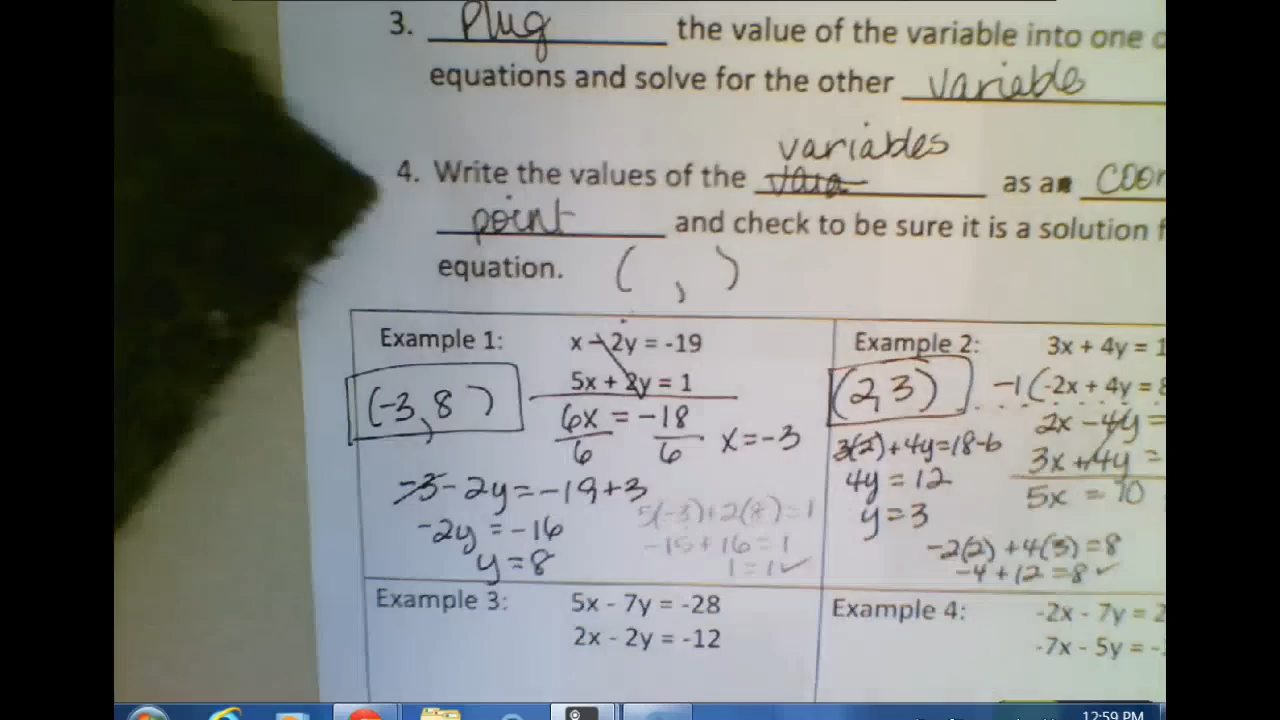 3. Plug the value of the variable into one
equations and solve for the other variable
variables
4. Write the values of the as a
point and check to be sure it is a solution
equation. ( , )
Example 1: x - 2y = -19
5x + 2y = 1
(-3, 8)
6x = -18
6 6 x = -3
-3 - 2y = -19+3
-2y = -16
y = 8
5(-3)+2(8)=1
-15+16=1
1=1✓
Example 2: 3x + 4y = 1
-1(-2x + 4y = 8
(2, 3)
2x - 4y =
3x + 4y =
5x = 10
3(2)+4y=18-6
4y = 12
y = 3
-2(2) + 4(3) = 8
-4 + 12 = 8 ✓
Example 3: 5x - 7y = -28
2x - 2y = -12
Example 4: -2x - 7y = 2
-7x - 5y = -
12:59 PM